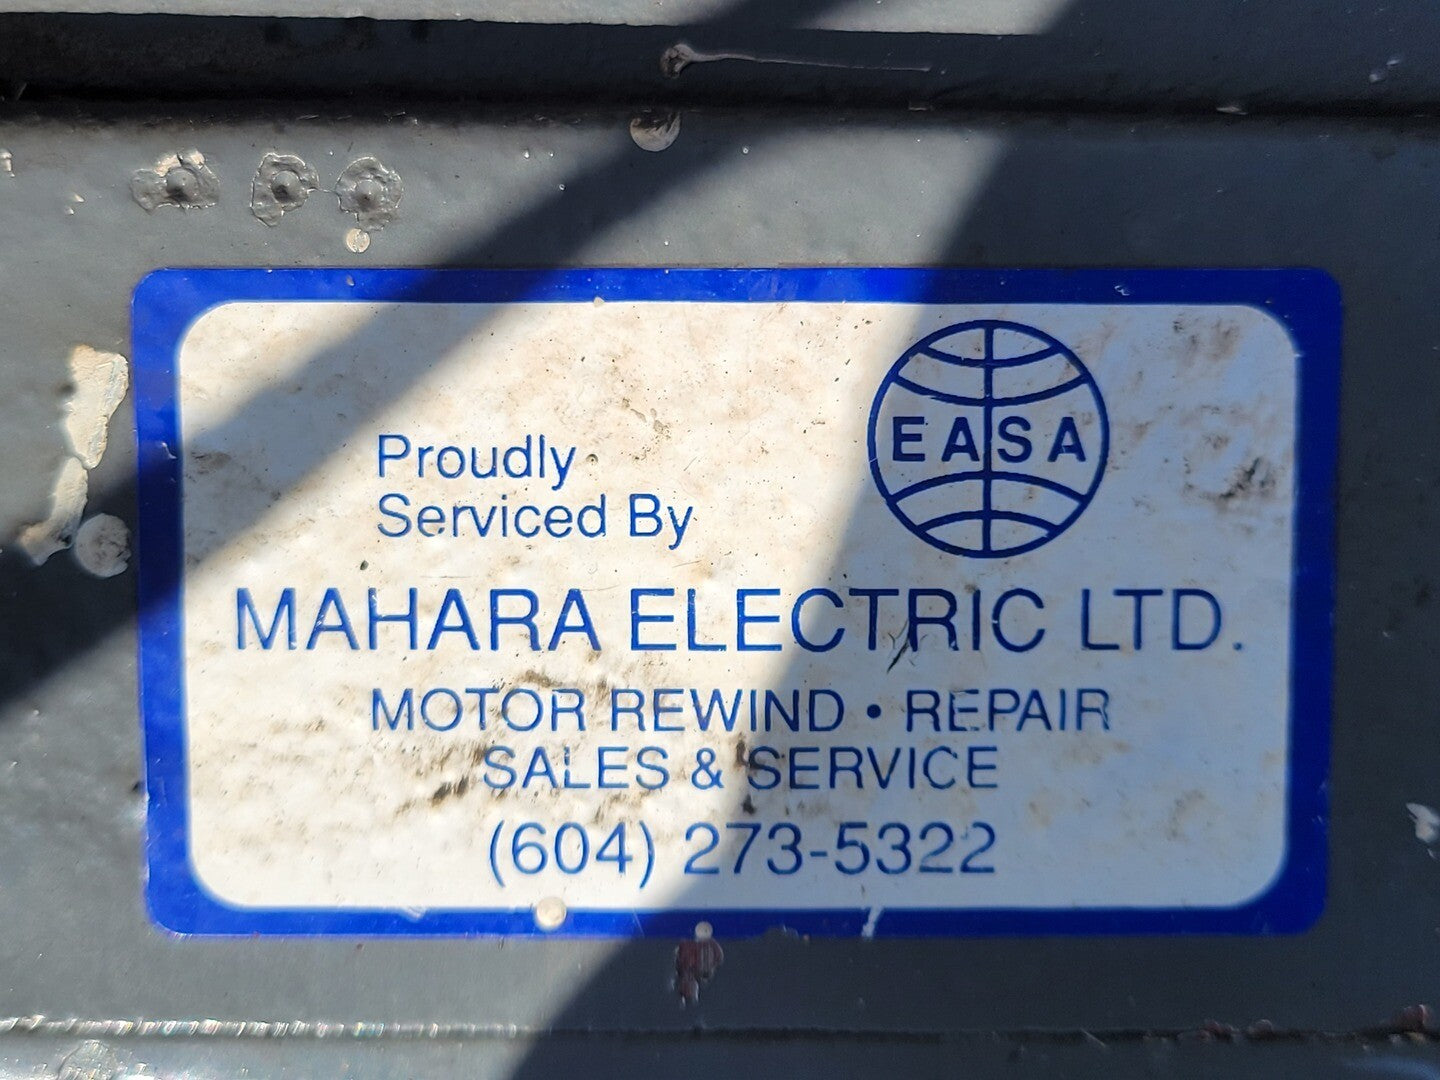 EASA
Proudly
Serviced By
MAHARA ELECTRIC LTD.
MOTOR REWIND • REPAIR
SALES & SERVICE
(604) 273-5322